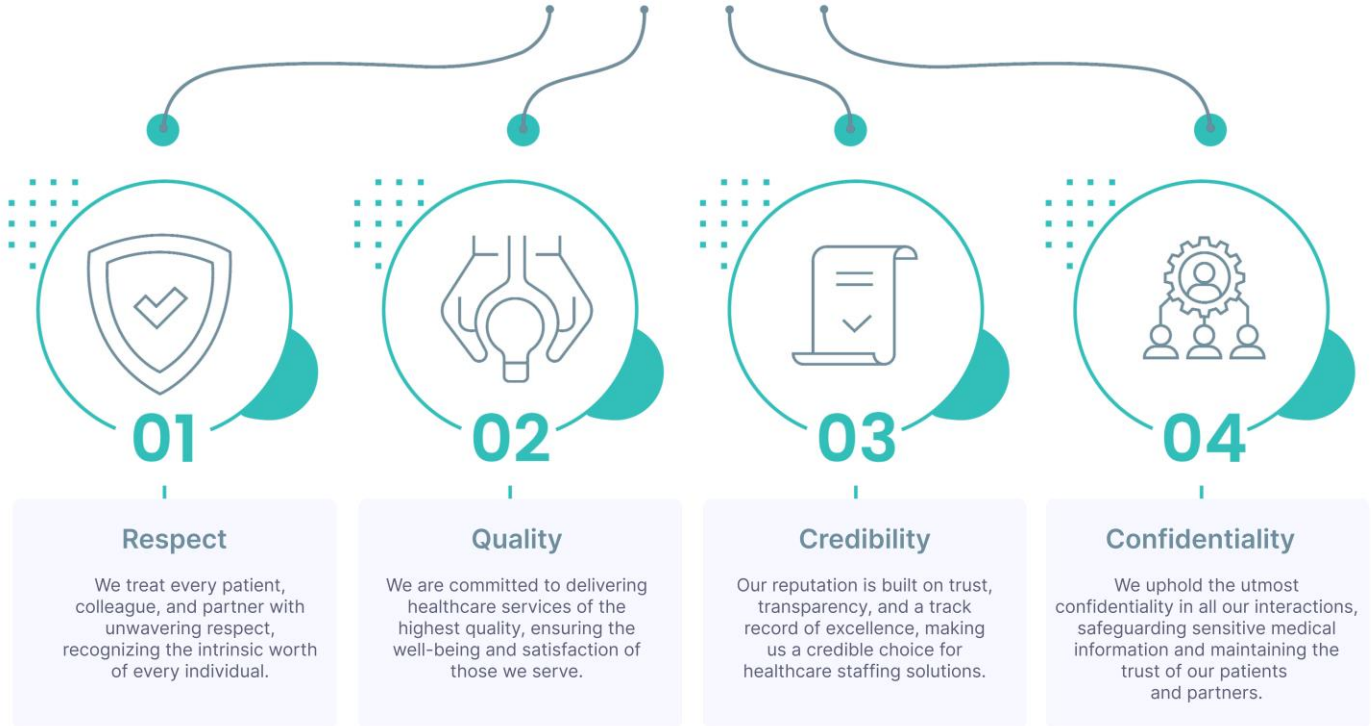 01
Respect
We treat every patient,
colleague, and partner with
unwavering respect,
recognizing the intrinsic worth
of every individual.
02
Quality
We are committed to delivering
healthcare services of the
highest quality, ensuring the
well-being and satisfaction of
those we serve.
03
Credibility
Our reputation is built on trust,
transparency, and a track
record of excellence, making
us a credible choice for
healthcare staffing solutions.
04
Confidentiality
We uphold the utmost
confidentiality in all our interactions,
safeguarding sensitive medical
information and maintaining the
trust of our patients
and partners.